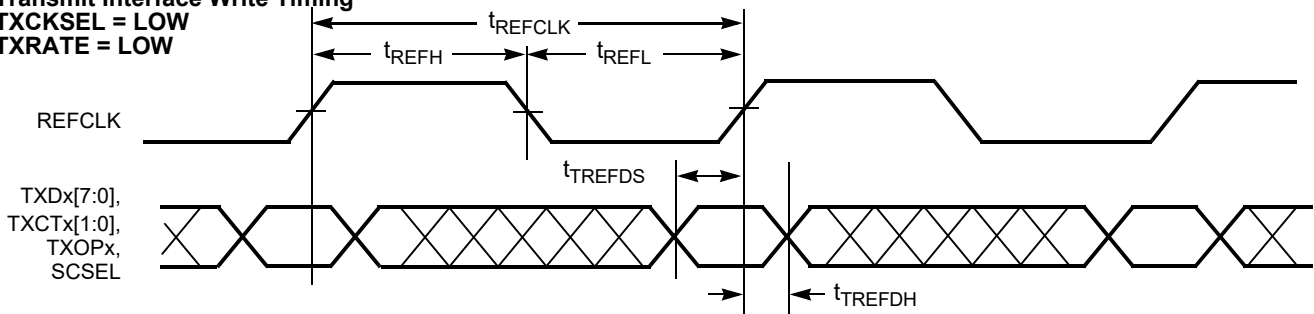 Transmit Interface Write Timing
TXCKSEL = LOW
TXRATE = LOW
tREFCLK
tREFH
tREFL
REFCLK
tTREFDS
TXDx[7:0],
TXCTx[1:0],
TXOPx,
SCSEL
tTREFDH